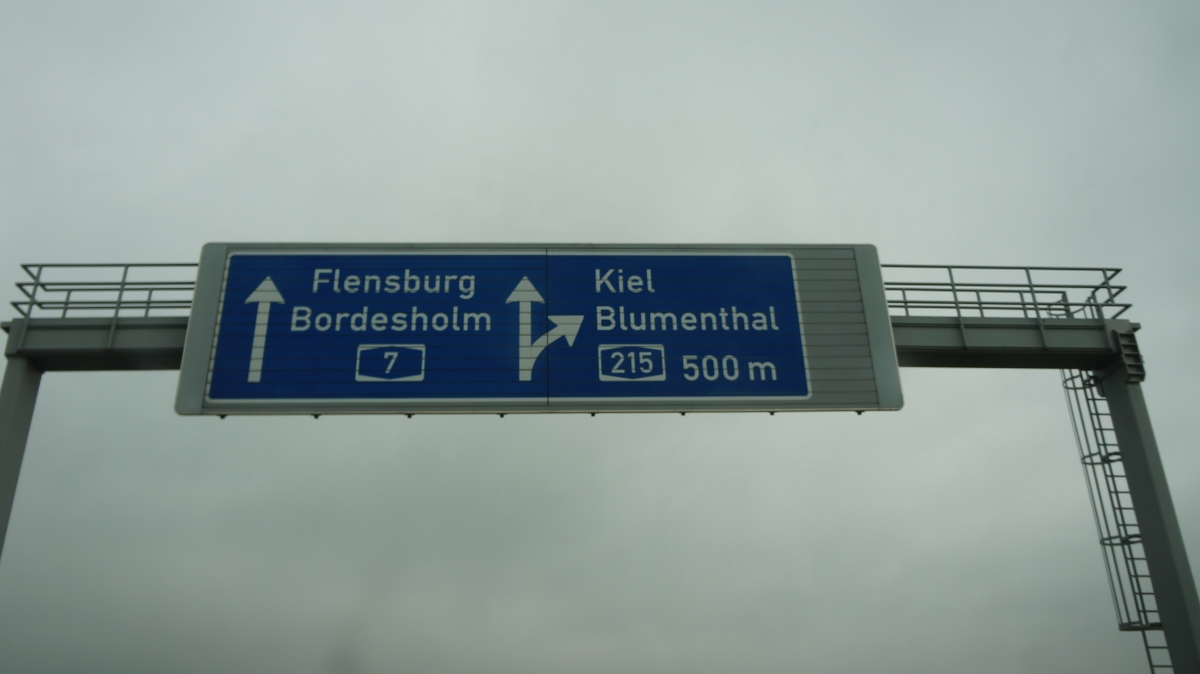 Flensburg
Bordesholm
7
Kiel
Blumenthal
215 500 m